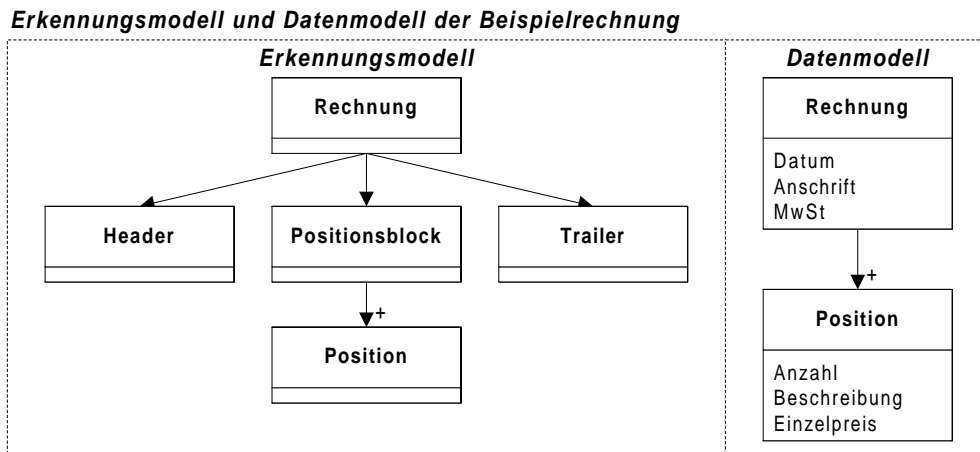 Erkennungsmodell und Datenmodell der Beispielrechnung
Erkennungsmodell
Rechnung
Header
Positionsblock
Trailer
+
Position
Datenmodell
Rechnung
Datum
Anschrift
MwSt
+
Position
Anzahl
Beschreibung
Einzelpreis